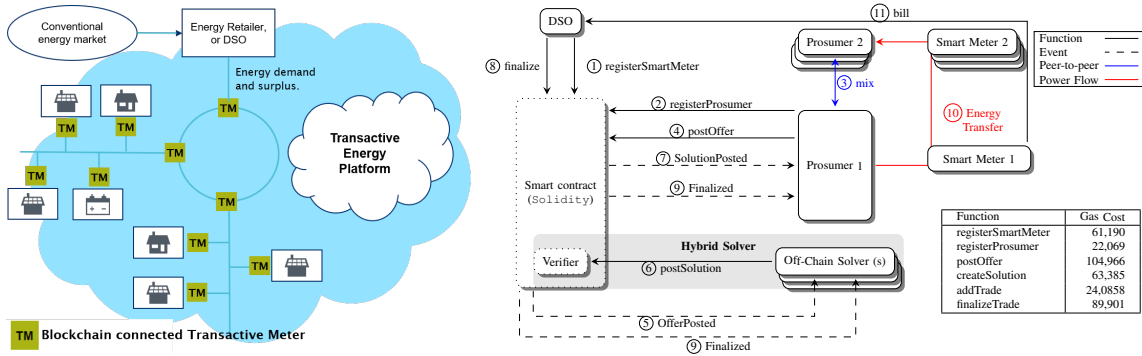 Conventional
energy market
Energy Retailer,
or DSO
Energy demand
and surplus.
TM
TM
TM
TM
TM
TM
TM
TM
TM
TM
Transactive
Energy
Platform
TM Blockchain connected Transactive Meter
DSO
⑪ bill
Prosumer 2
Smart Meter 2
Function
Event
Peer-to-peer
Power Flow
⑧ finalize
① registerSmartMeter
③ mix
② registerProsumer
④ postOffer
⑦ SolutionPosted
⑨ Finalized
Prosumer 1
⑩ Energy
Transfer
Smart Meter 1
Smart contract
(Solidity)
Hybrid Solver
Verifier
⑥ postSolution
Off-Chain Solver (s)
⑤ OfferPosted
⑨ Finalized
Function Gas Cost
registerSmartMeter 61,190
registerProsumer 22,069
postOffer 104,966
createSolution 63,385
addTrade 24,0858
finalizeTrade 89,901